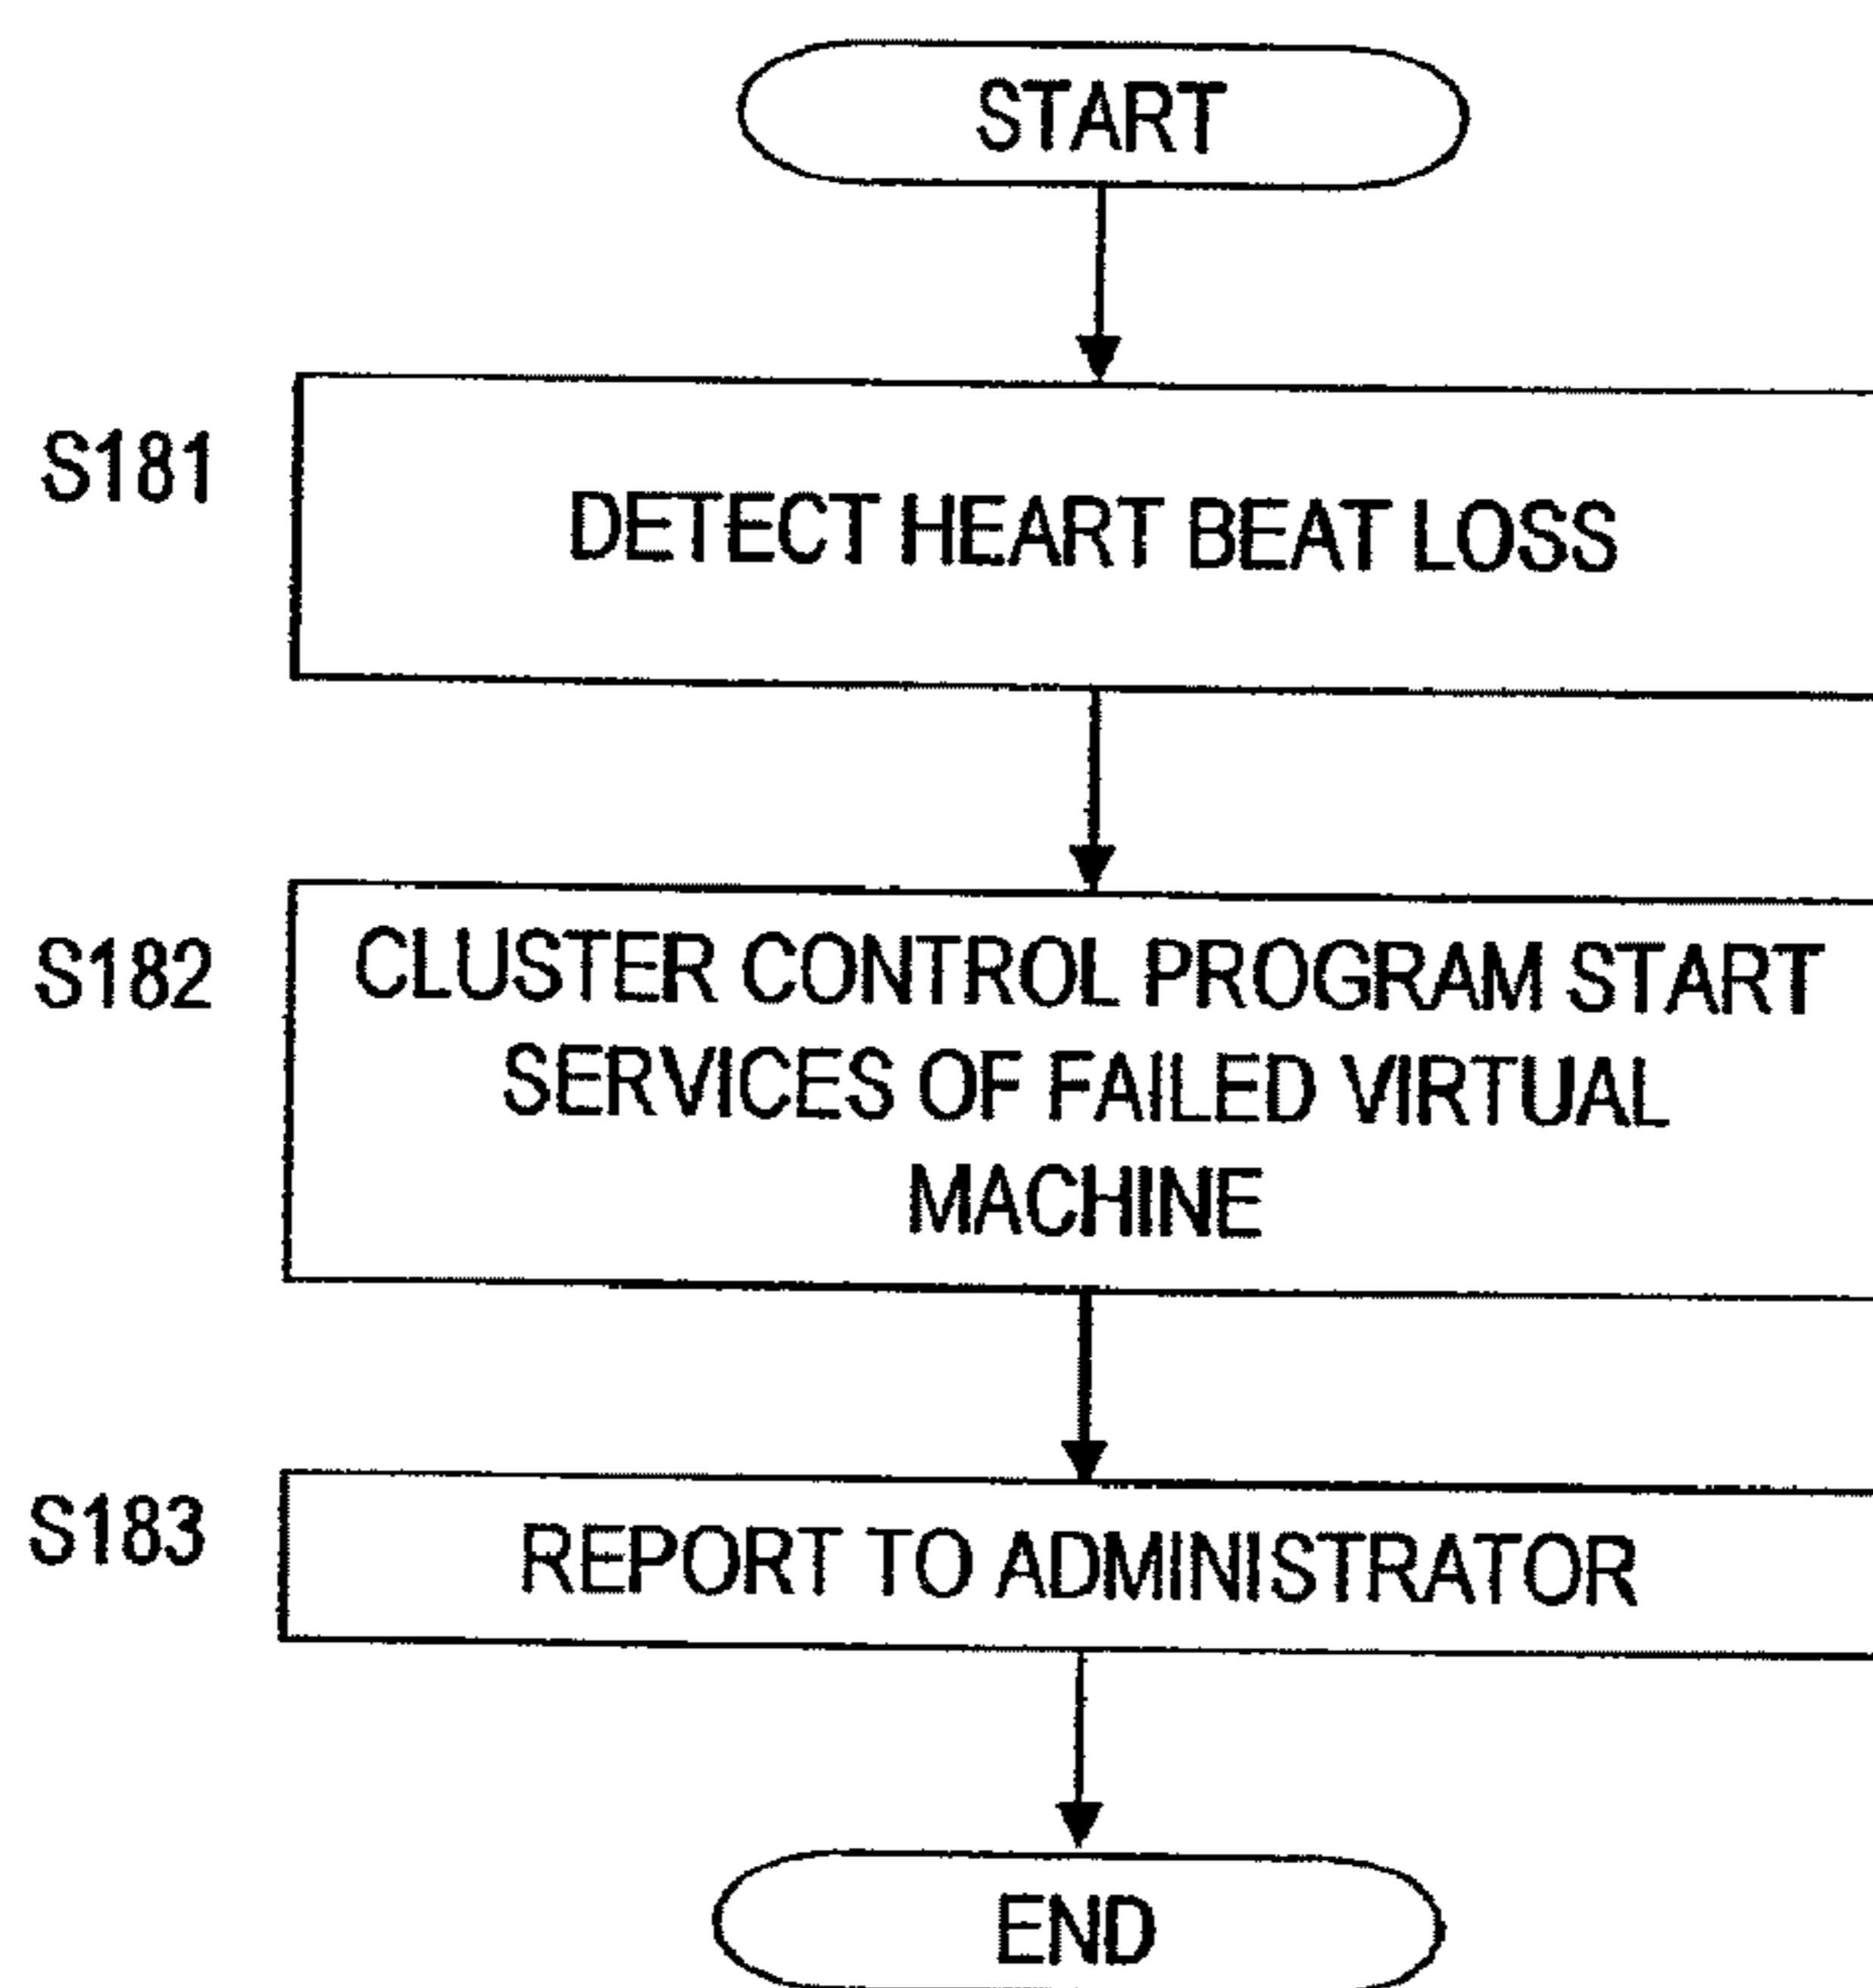 START
S181
DETECT HEART BEAT LOSS
S182
CLUSTER CONTROL PROGRAM START
SERVICES OF FAILED VIRTUAL
MACHINE
S183
REPORT TO ADMINISTRATOR
END